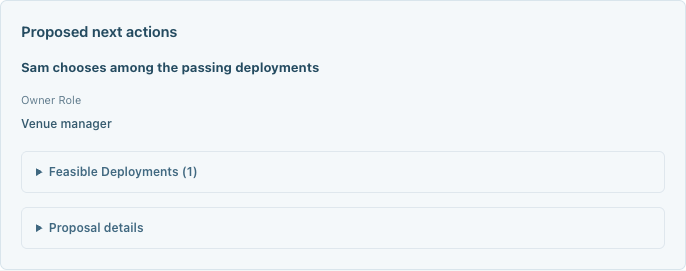 Proposed next actions
Sam chooses among the passing deployments
Owner Role
Venue manager
Feasible Deployments (1)
Proposal details